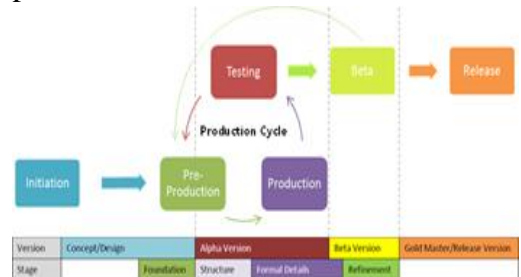 Testing
Beta
Release
Production Cycle
Initiation
Pre-
Production
Production
Version Concept/Design Alpha Version Beta Version Gold Master/Release Version
Stage Foundation Structure Formal Details Refinement